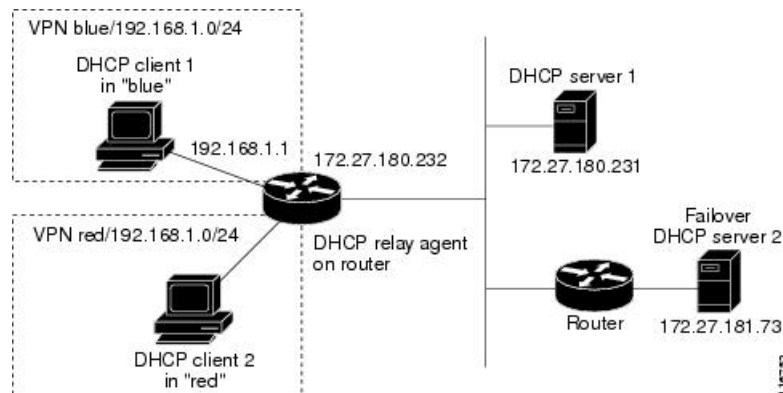 VPN blue/192.168.1.0/24
DHCP client 1
in "blue"
192.168.1.1
172.27.180.232
DHCP server 1
172.27.180.231
VPN red/192.168.1.0/24
DHCP relay agent
on router
Failover
DHCP server 2
Router
172.27.181.73
DHCP client 2
in "red"